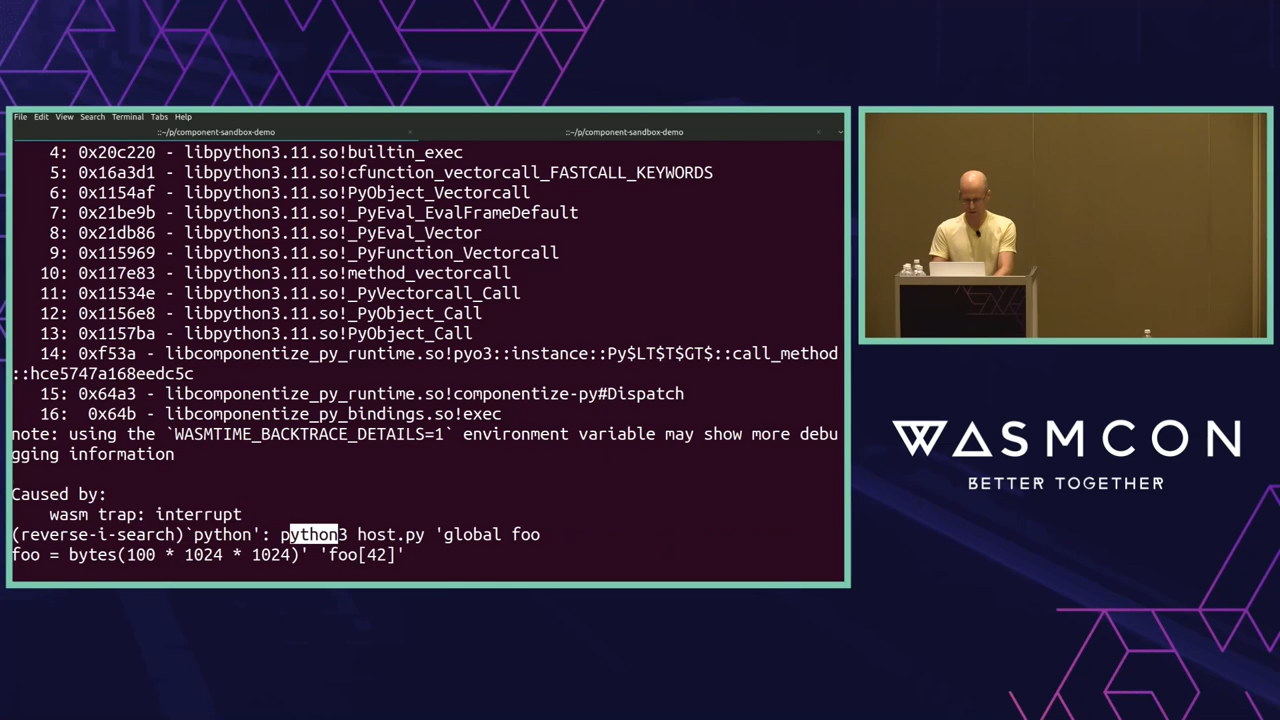 File Edit View Search Terminal Tabs Help
::~/p/component-sandbox-demo × ::~/p/component-sandbox-demo ×
4: 0x20c220 - libpython3.11.so!builtin_exec
5: 0x16a3d1 - libpython3.11.so!cfunction_vectorcall_FASTCALL_KEYWORDS
6: 0x1154af - libpython3.11.so!PyObject_Vectorcall
7: 0x21be9b - libpython3.11.so!_PyEval_EvalFrameDefault
8: 0x21db86 - libpython3.11.so!_PyEval_Vector
9: 0x115969 - libpython3.11.so!_PyFunction_Vectorcall
10: 0x117e83 - libpython3.11.so!method_vectorcall
11: 0x11534e - libpython3.11.so!_PyVectorcall_Call
12: 0x1156e8 - libpython3.11.so!_PyObject_Call
13: 0x1157ba - libpython3.11.so!PyObject_Call
14: 0xf53a - libcomponentize_py_runtime.so!pyo3::instance::Py$LT$T$GT$::call_method
::hce5747a168eedc5c
15: 0x64a3 - libcomponentize_py_runtime.so!componentize-py#Dispatch
16: 0x64b - libcomponentize_py_bindings.so!exec
note: using the `WASMTIME_BACKTRACE_DETAILS=1` environment variable may show more debu
gging information
Caused by:
wasm trap: interrupt
(reverse-i-search)`python': python3 host.py 'global foo
foo = bytes(100 * 1024 * 1024)' 'foo[42]'
WASMCON
BETTER TOGETHER